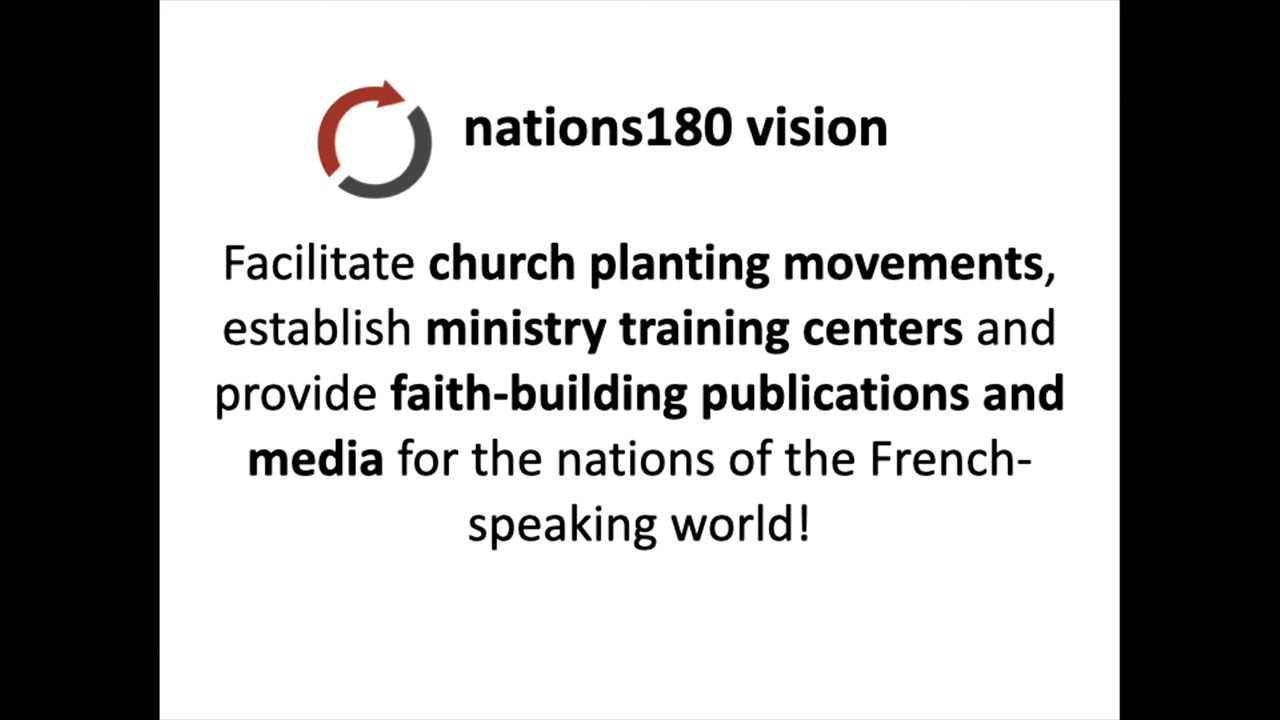 nations180 vision
Facilitate church planting movements,
establish ministry training centers and
provide faith-building publications and
media for the nations of the French-
speaking world!